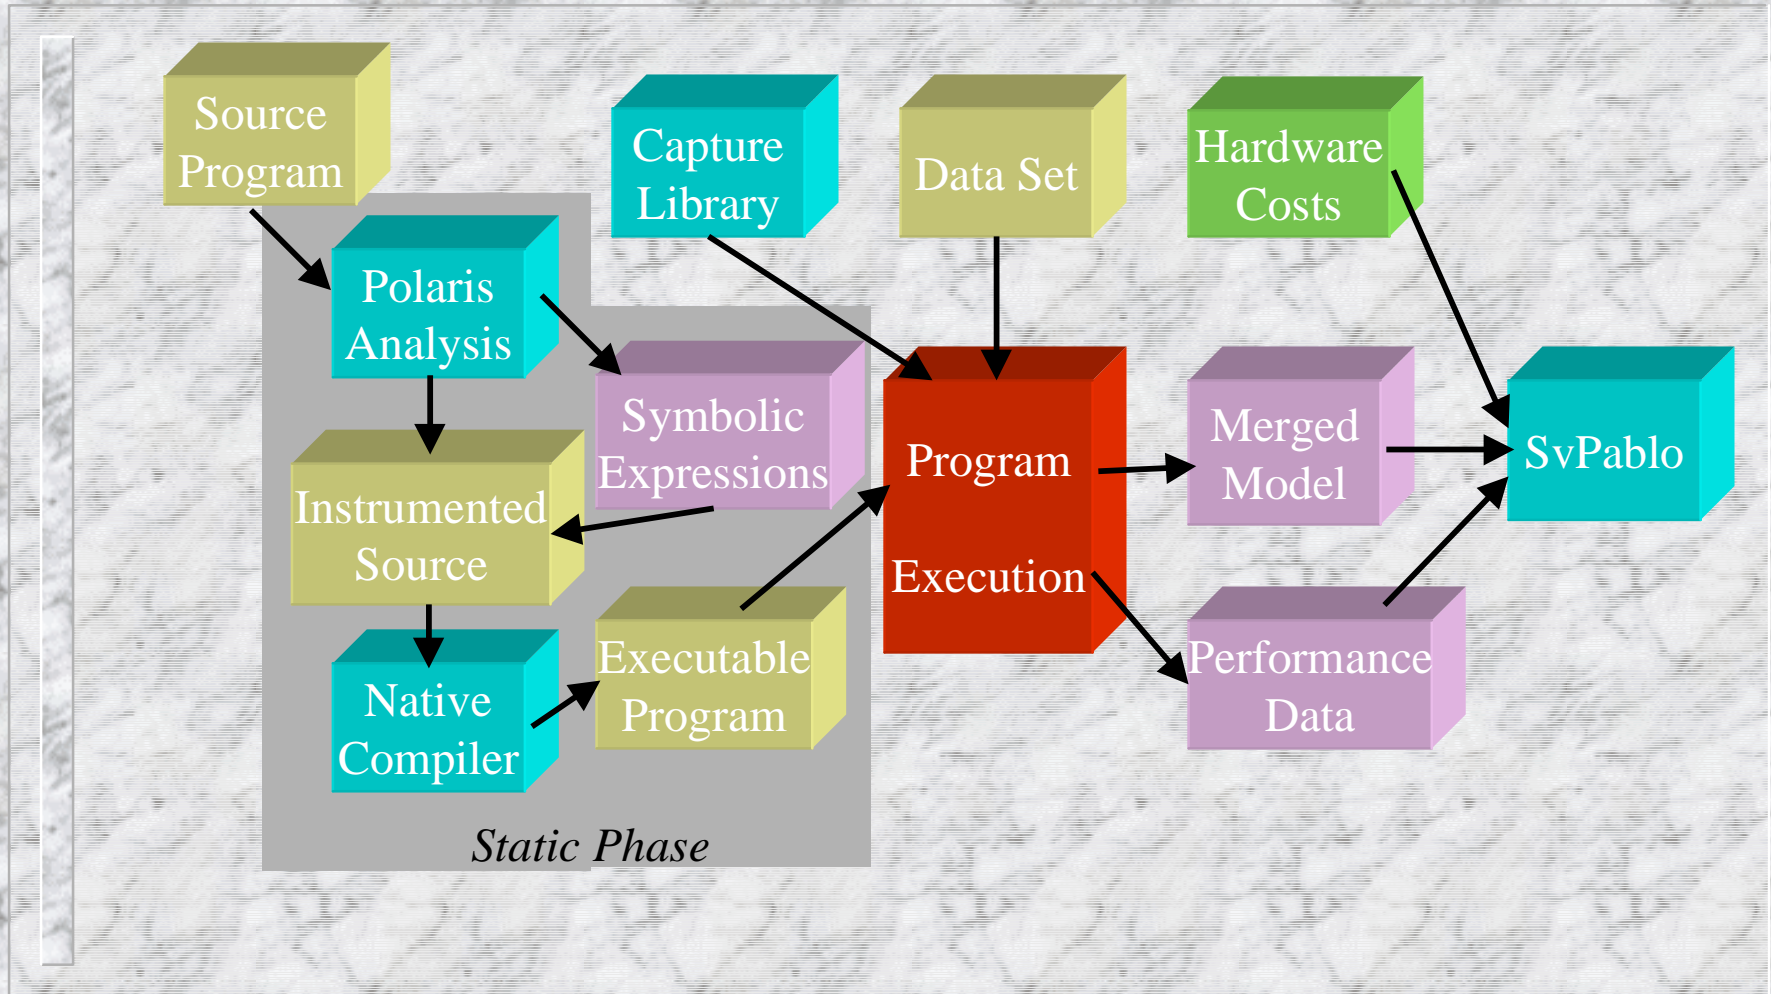 Source
Program
Capture
Library
Data Set
Hardware
Costs
Polaris
Analysis
Symbolic
Expressions
Program
Execution
Merged
Model
SvPablo
Instrumented
Source
Executable
Program
Performance
Data
Native
Compiler
Static Phase